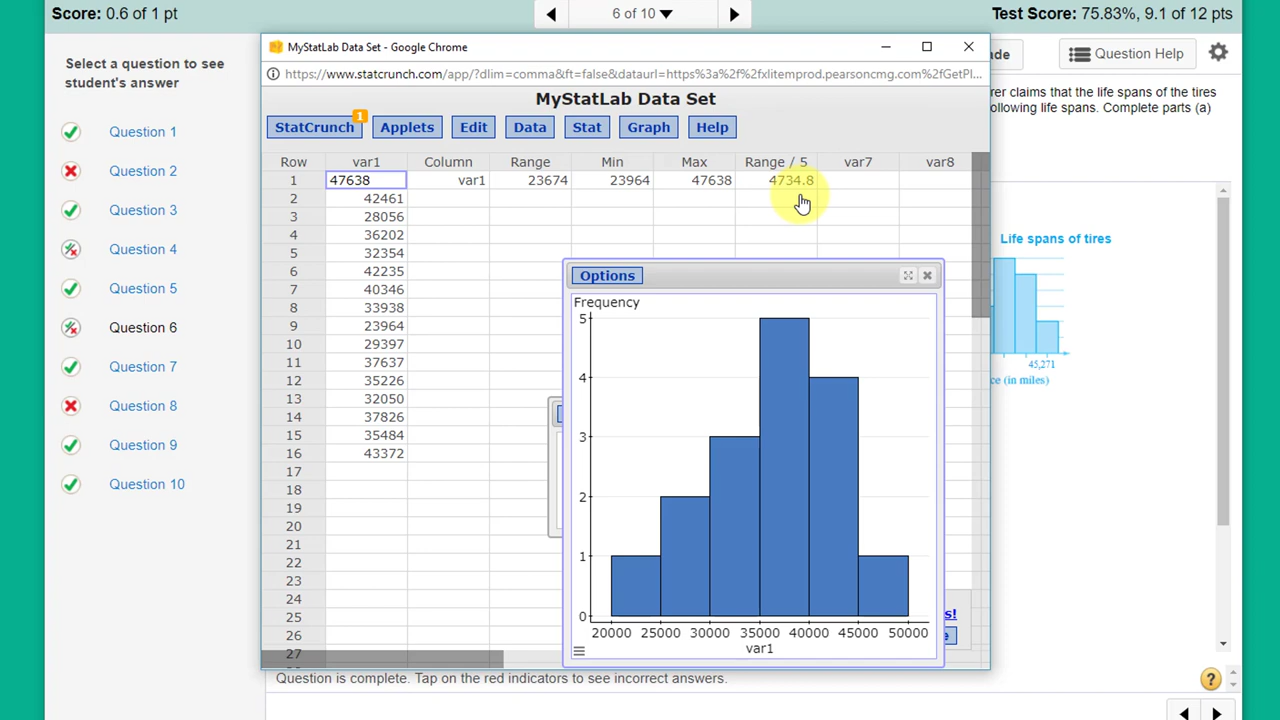 Score: 0.6 of 1 pt
6 of 10
Test Score: 75.83%, 9.1 of 12 pts
Select a question to see
student's answer
Question 1
Question 2
Question 3
Question 4
Question 5
Question 6
Question 7
Question 8
Question 9
Question 10
MyStatLab Data Set - Google Chrome
https://www.statcrunch.com/app/?dlim=comma&ft=false&dataurl=https%3a%2f%2fxlitemprod.pearsoncmg.com%2fGetPl...
MyStatLab Data Set
StatCrunch 1 Applets Edit Data Stat Graph Help
Row var1 Column Range Min Max Range / 5 var7 var8
1 47638 var1 23674 23964 47638 4734.8
2 42461
3 28056
4 36202
5 32354
6 42235
7 40346
8 33938
9 23964
10 29397
11 37637
12 35226
13 32050
14 37826
15 35484
16 43372
17
18
19
20
21
22
23
24
25
26
27
Options
Frequency
5
4
3
2
1
0
20000 25000 30000 35000 40000 45000 50000
var1
s!
e
ade
Question Help
rer claims that the life spans of the tires
ollowing life spans. Complete parts (a)
Life spans of tires
45,271
ce (in miles)
Question is complete. Tap on the red indicators to see incorrect answers.
?